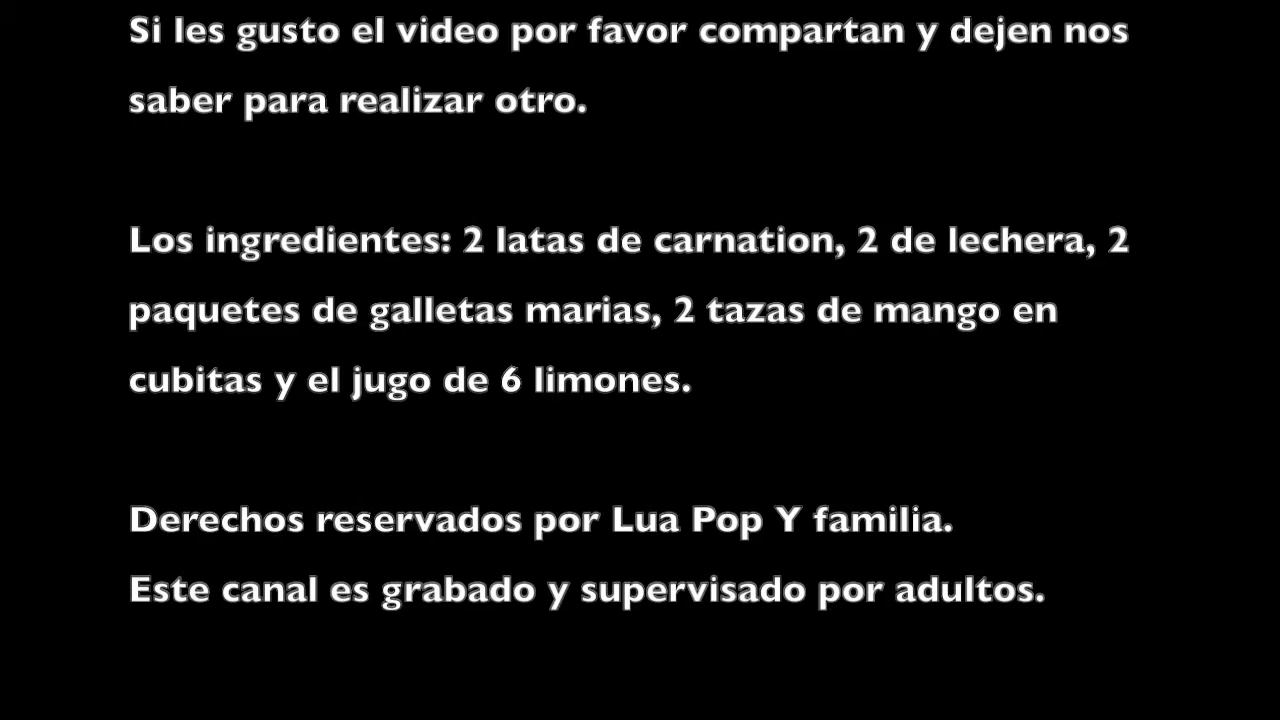 Si les gusto el video por favor compartan y dejen nos
saber para realizar otro.
Los ingredientes: 2 latas de carnation, 2 de lechera, 2
paquetes de galletas marias, 2 tazas de mango en
cubitas y el jugo de 6 limones.
Derechos reservados por Lua Pop Y familia.
Este canal es grabado y supervisado por adultos.